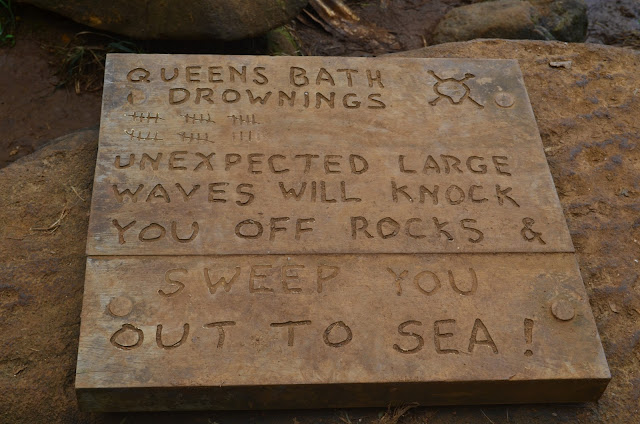 QUEENS BATH
DROWNINGS
UNEXPECTED LARGE
WAVES WILL KNOCK
YOU OFF ROCKS &
SWEEP YOU
OUT TO SEA!